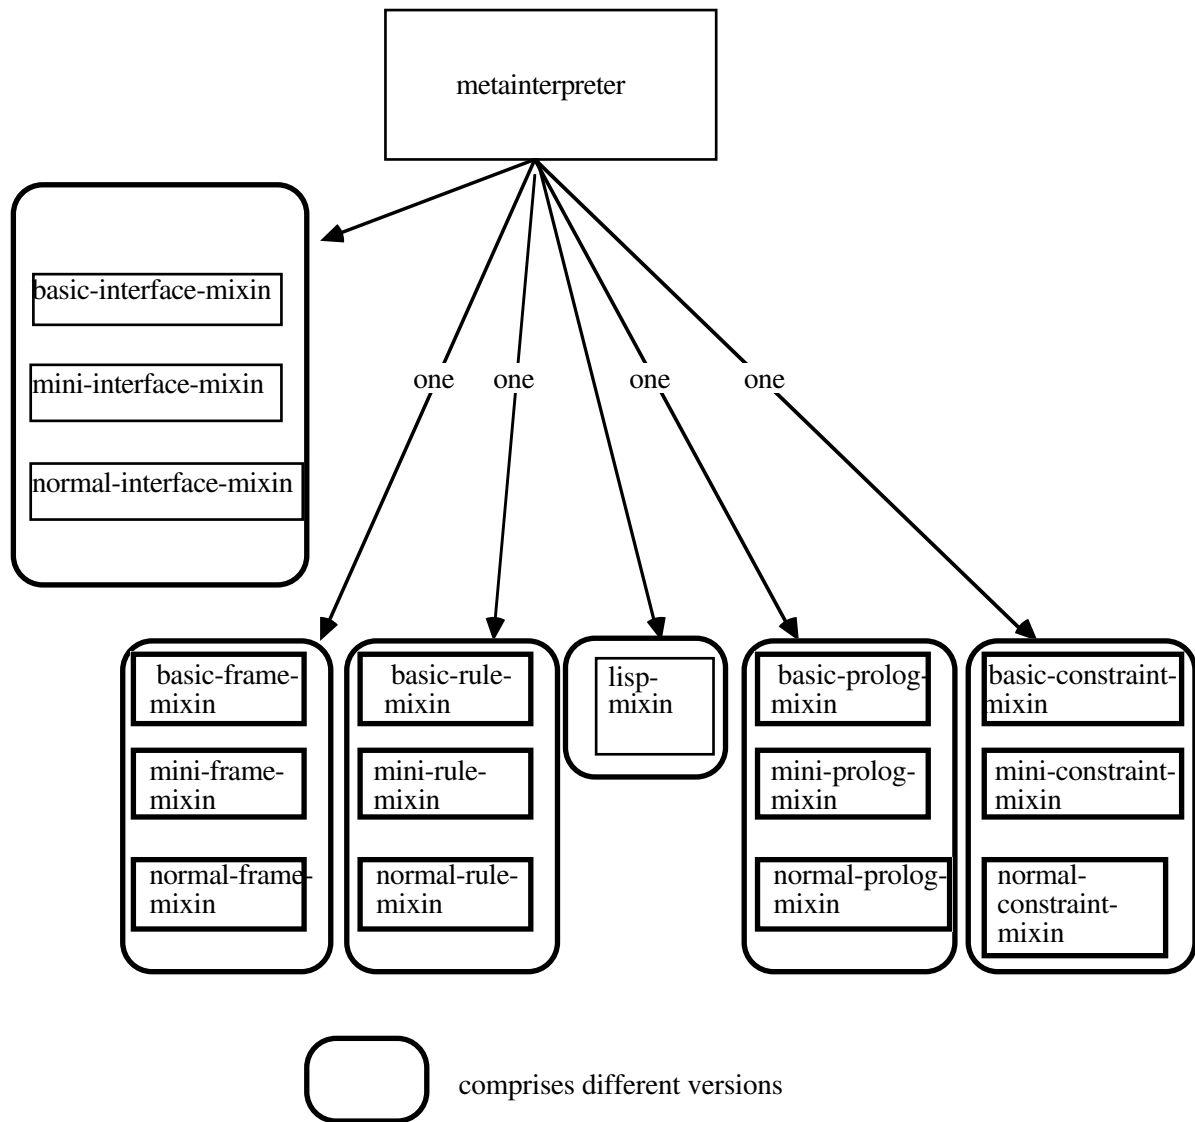 metainterpreter
basic-interface-mixin
mini-interface-mixin
normal-interface-mixin
one
one
one
one
basic-frame-
mixin
mini-frame-
mixin
normal-frame-
mixin
basic-rule-
mixin
mini-rule-
mixin
normal-rule-
mixin
lisp-
mixin
basic-prolog-
mixin
mini-prolog-
mixin
normal-prolog-
mixin
basic-constraint-
mixin
mini-constraint-
mixin
normal-
constraint-
mixin
comprises different versions